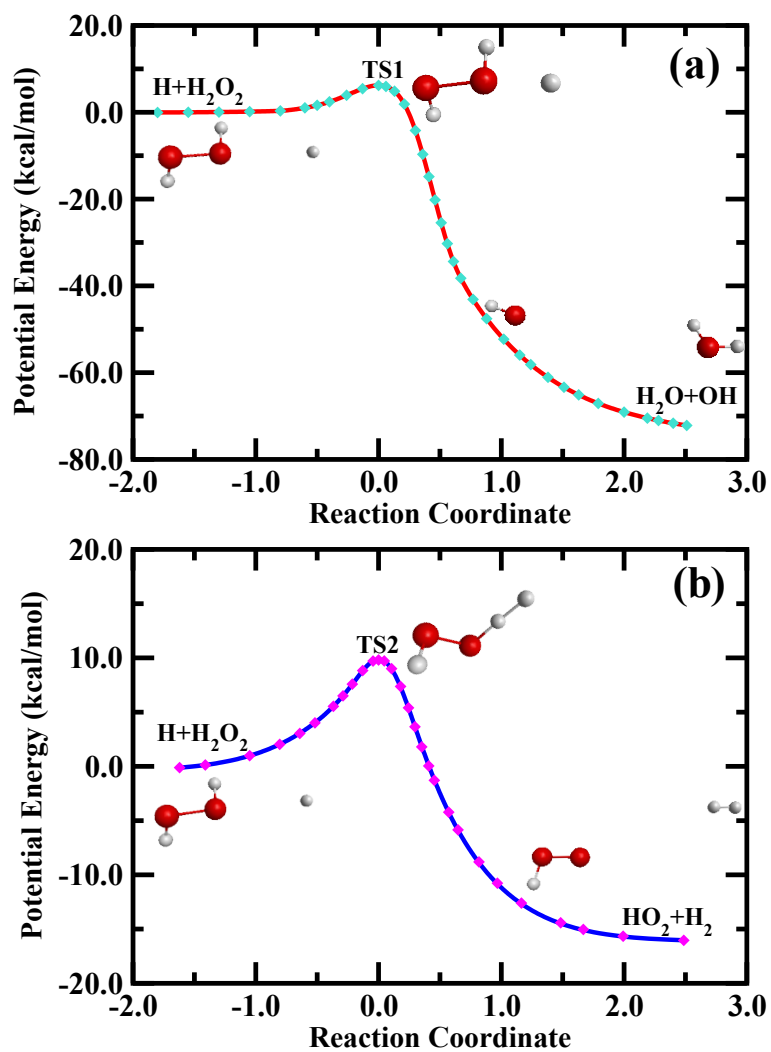 20.0
(a)
TS1
H+H₂O₂
0.0
-20.0
-40.0
-60.0
-80.0
H₂O+OH
Potential Energy (kcal/mol)
-2.0 -1.0 0.0 1.0 2.0 3.0
Reaction Coordinate
20.0
(b)
TS2
10.0
H+H₂O₂
0.0
-10.0
HO₂+H₂
-20.0
Potential Energy (kcal/mol)
-2.0 -1.0 0.0 1.0 2.0 3.0
Reaction Coordinate